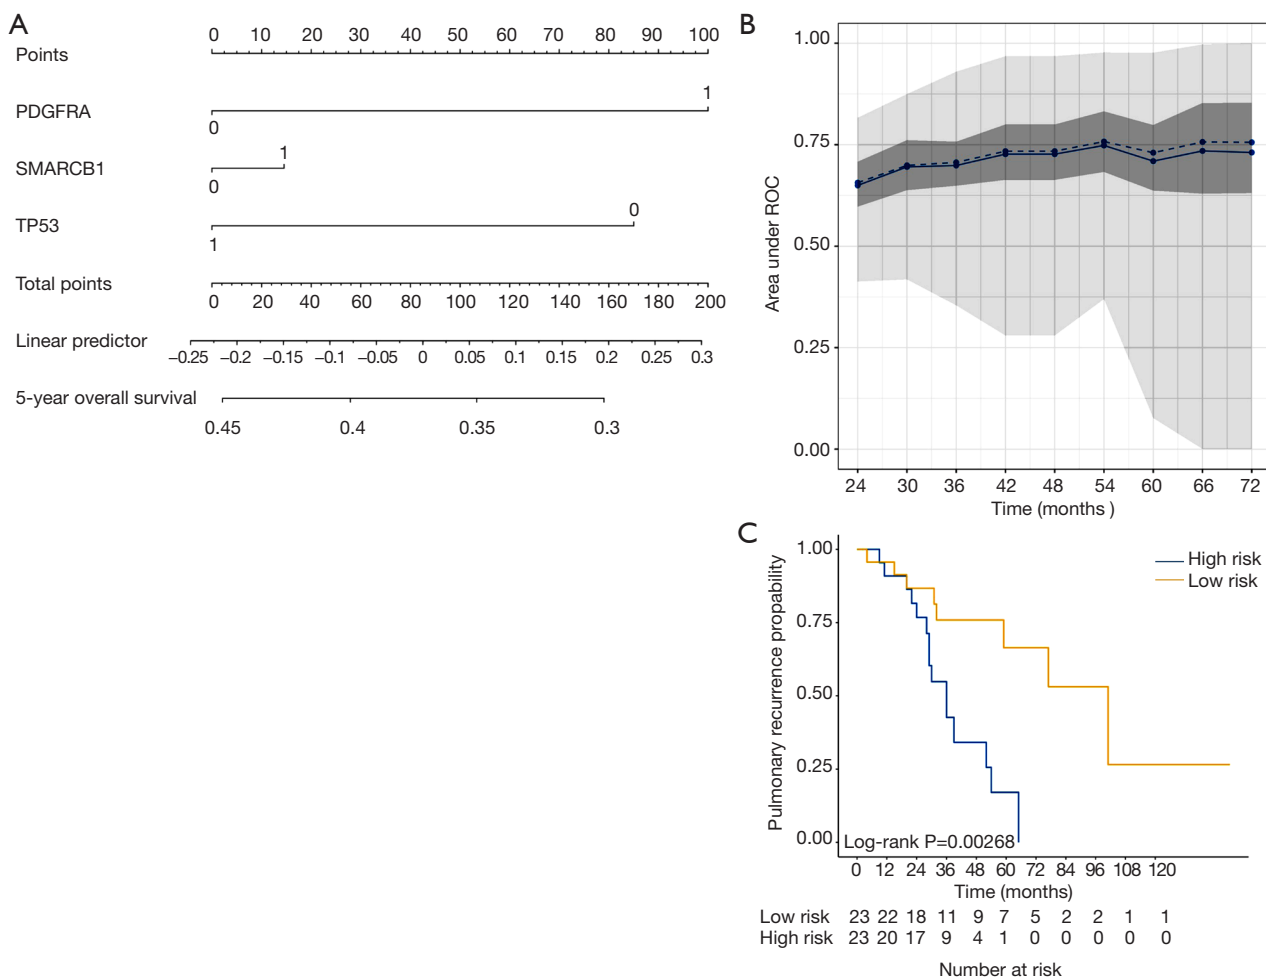 A
Points
0 10 20 30 40 50 60 70 80 90 100
PDGFRA
0
1
SMARCB1
0
1
TP53
1
0
Total points
0 20 40 60 80 100 120 140 160 180 200
Linear predictor
−0.25 −0.2 −0.15 −0.1 −0.05 0 0.05 0.1 0.15 0.2 0.25 0.3
5-year overall survival
0.45 0.4 0.35 0.3
B
Area under ROC
1.00
0.75
0.50
0.25
0.00
24 30 36 42 48 54 60 66 72
Time (months )
C
Pulmonary recurrence propability
1.00
0.75
0.50
0.25
0.00
High risk
Low risk
Log-rank P=0.00268
0 12 24 36 48 60 72 84 96 108 120
Time (months)
Low risk 23 22 18 11 9 7 5 2 2 1 1
High risk 23 20 17 9 4 1 0 0 0 0 0
Number at risk